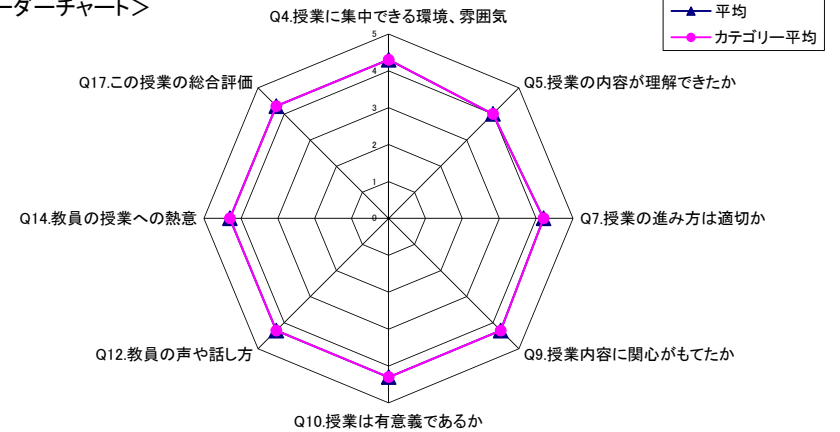 ーダーチャート＞
平均
カテゴリー平均
Q4.授業に集中できる環境、雰囲気
Q17.この授業の総合評価
Q5.授業の内容が理解できたか
Q14.教員の授業への熱意
Q7.授業の進み方は適切か
Q12.教員の声や話し方
Q9.授業内容に関心がもてたか
Q10.授業は有意義であるか
5
4
3
2
1
0